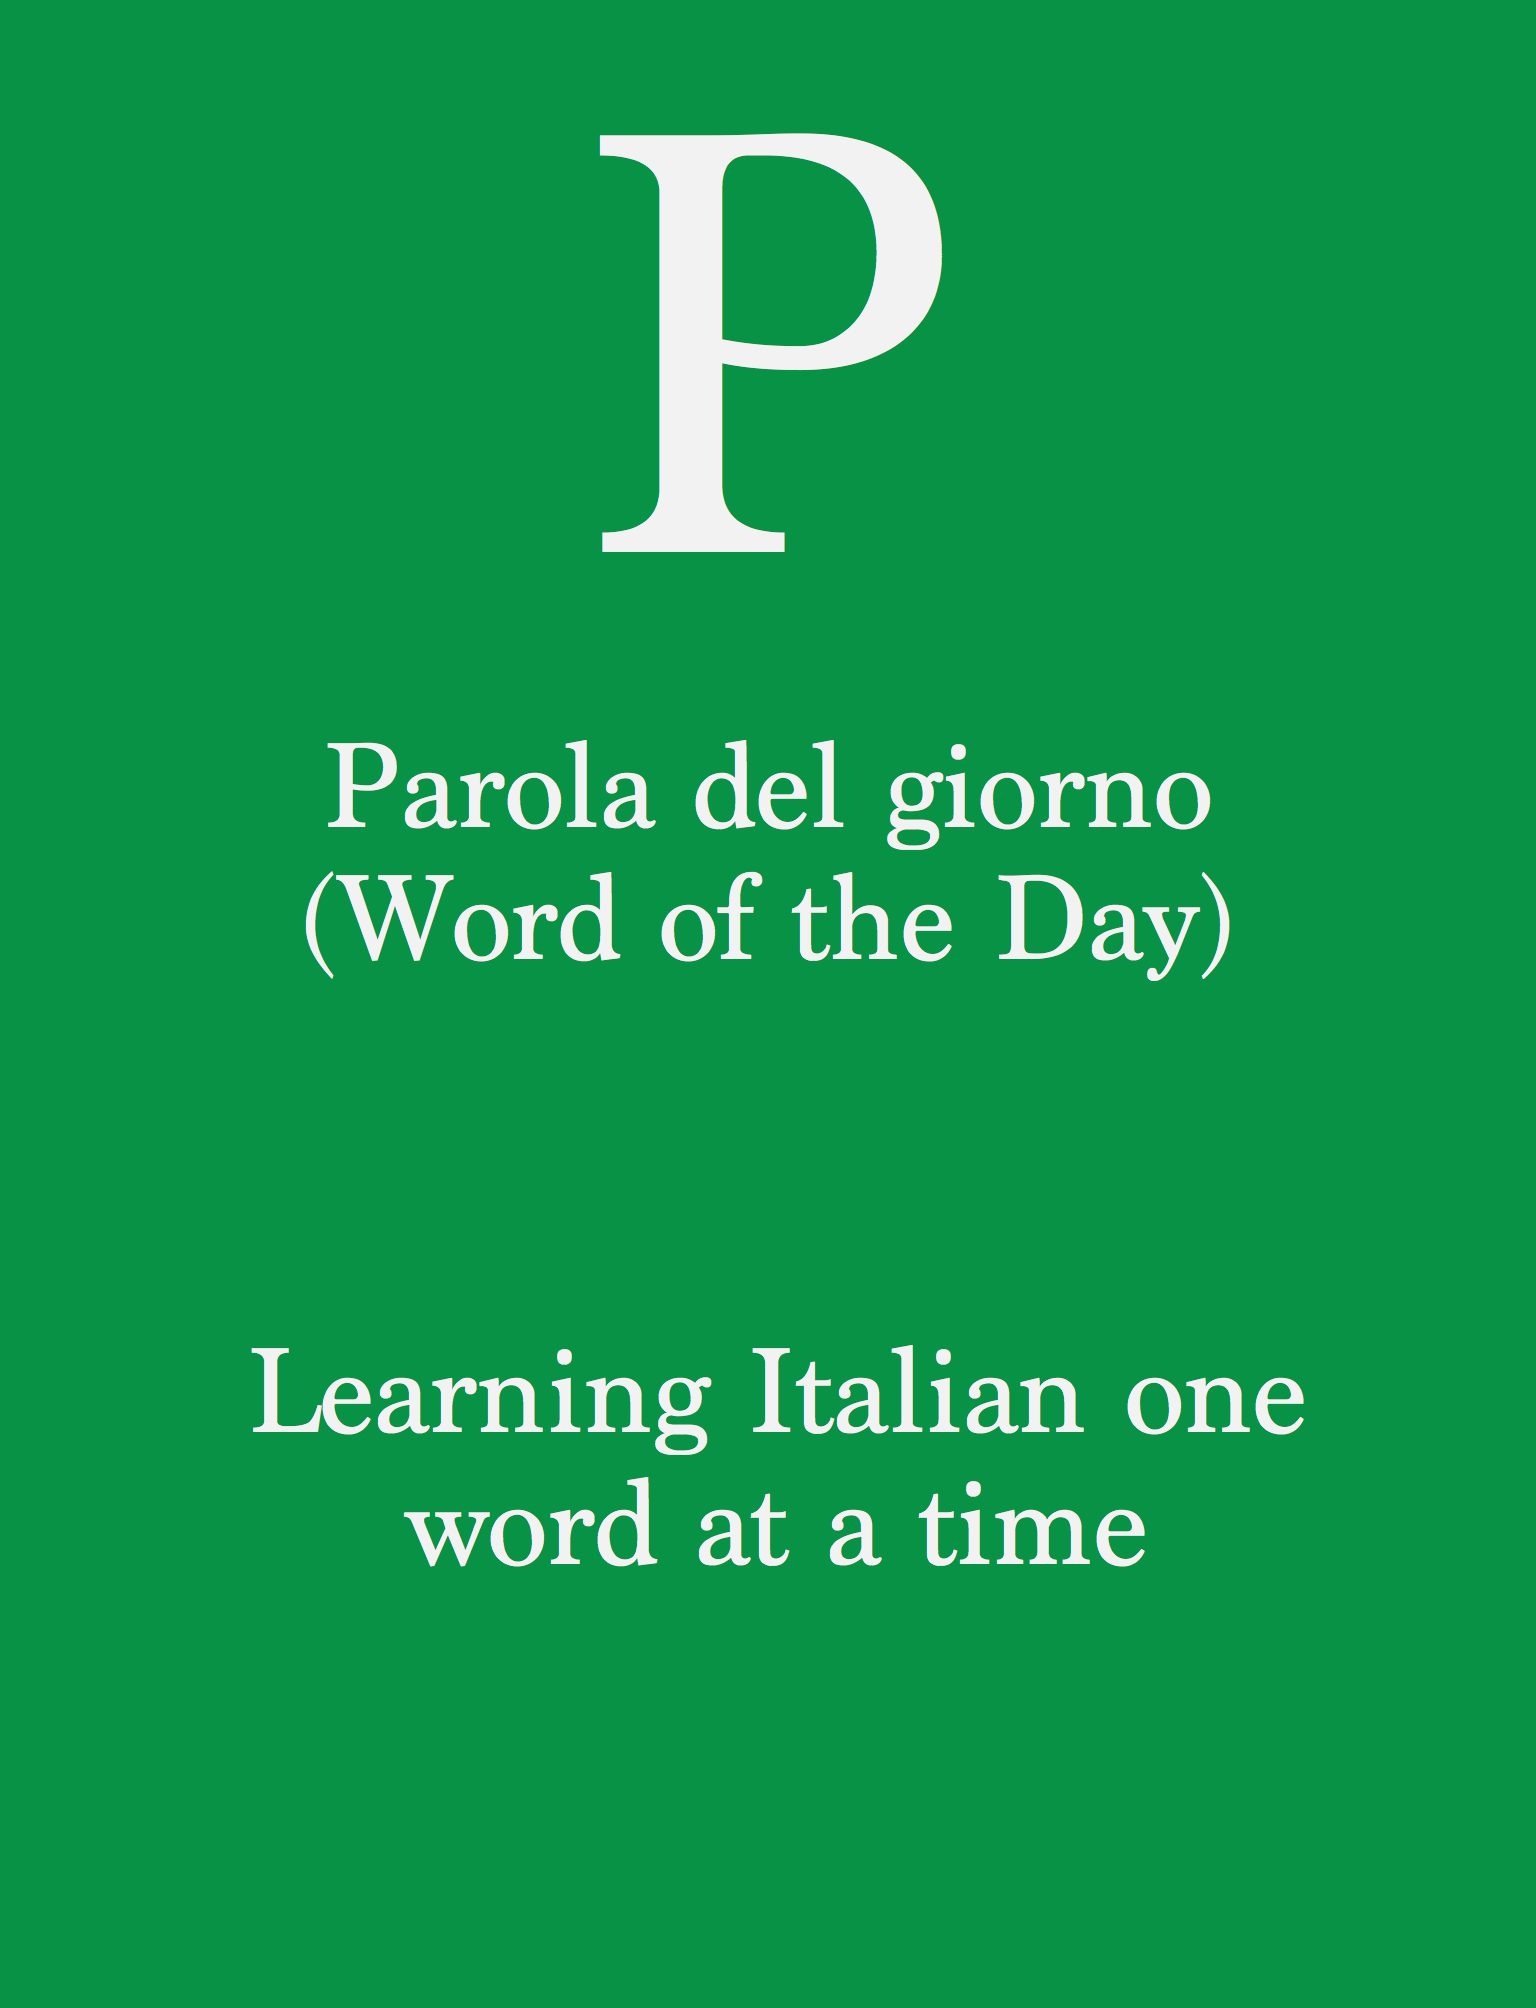 P
Parola del giorno
(Word of the Day)
Learning Italian one
word at a time